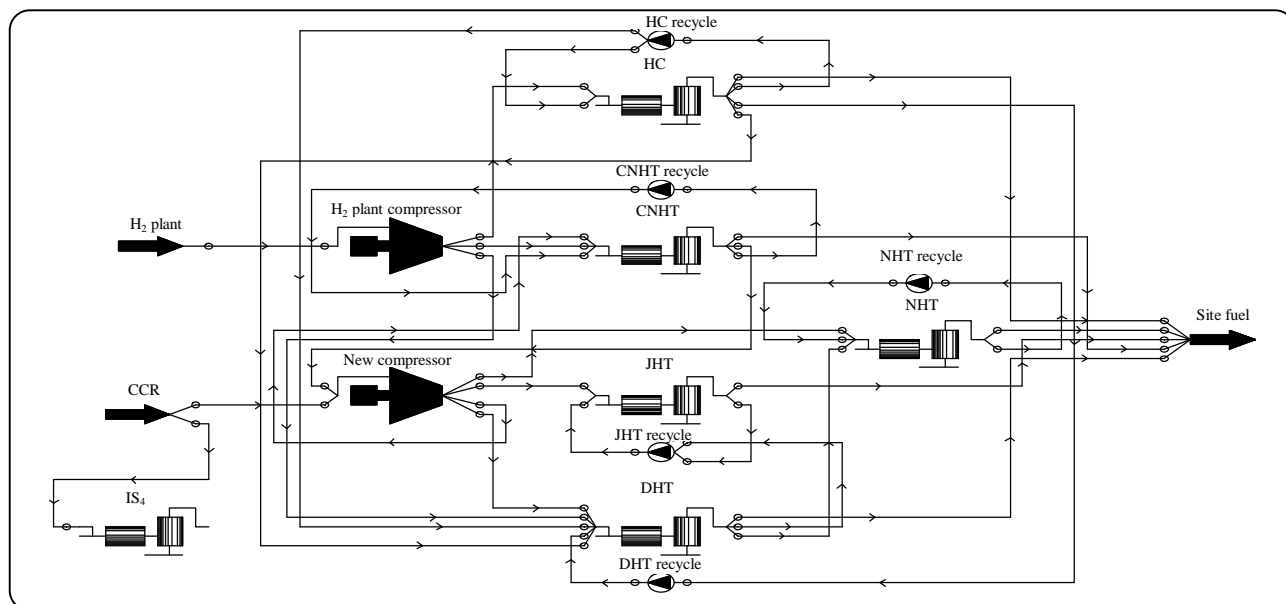 HC recycle
HC
CNHT recycle
CNHT
H₂ plant compressor
H₂ plant
NHT recycle
NHT
Site fuel
New compressor
JHT
CCR
JHT recycle
DHT
IS₄
DHT recycle